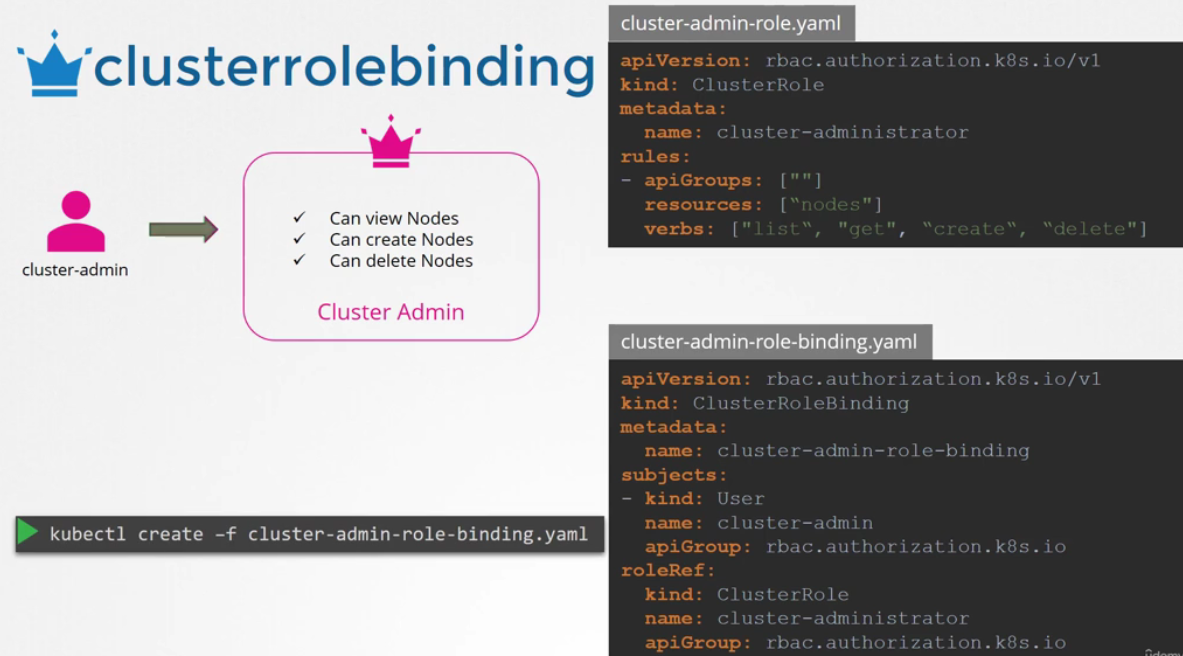 clusterrolebinding
cluster-admin
✓ Can view Nodes
✓ Can create Nodes
✓ Can delete Nodes
Cluster Admin
kubectl create –f cluster-admin-role-binding.yaml
cluster-admin-role.yaml
apiVersion: rbac.authorization.k8s.io/v1
kind: ClusterRole
metadata:
  name: cluster-administrator
rules:
- apiGroups: [""]
  resources: [“nodes"]
  verbs: ["list“, "get", “create“, “delete"]
cluster-admin-role-binding.yaml
apiVersion: rbac.authorization.k8s.io/v1
kind: ClusterRoleBinding
metadata:
  name: cluster-admin-role-binding
subjects:
- kind: User
  name: cluster-admin
  apiGroup: rbac.authorization.k8s.io
roleRef:
  kind: ClusterRole
  name: cluster-administrator
  apiGroup: rbac.authorization.k8s.io